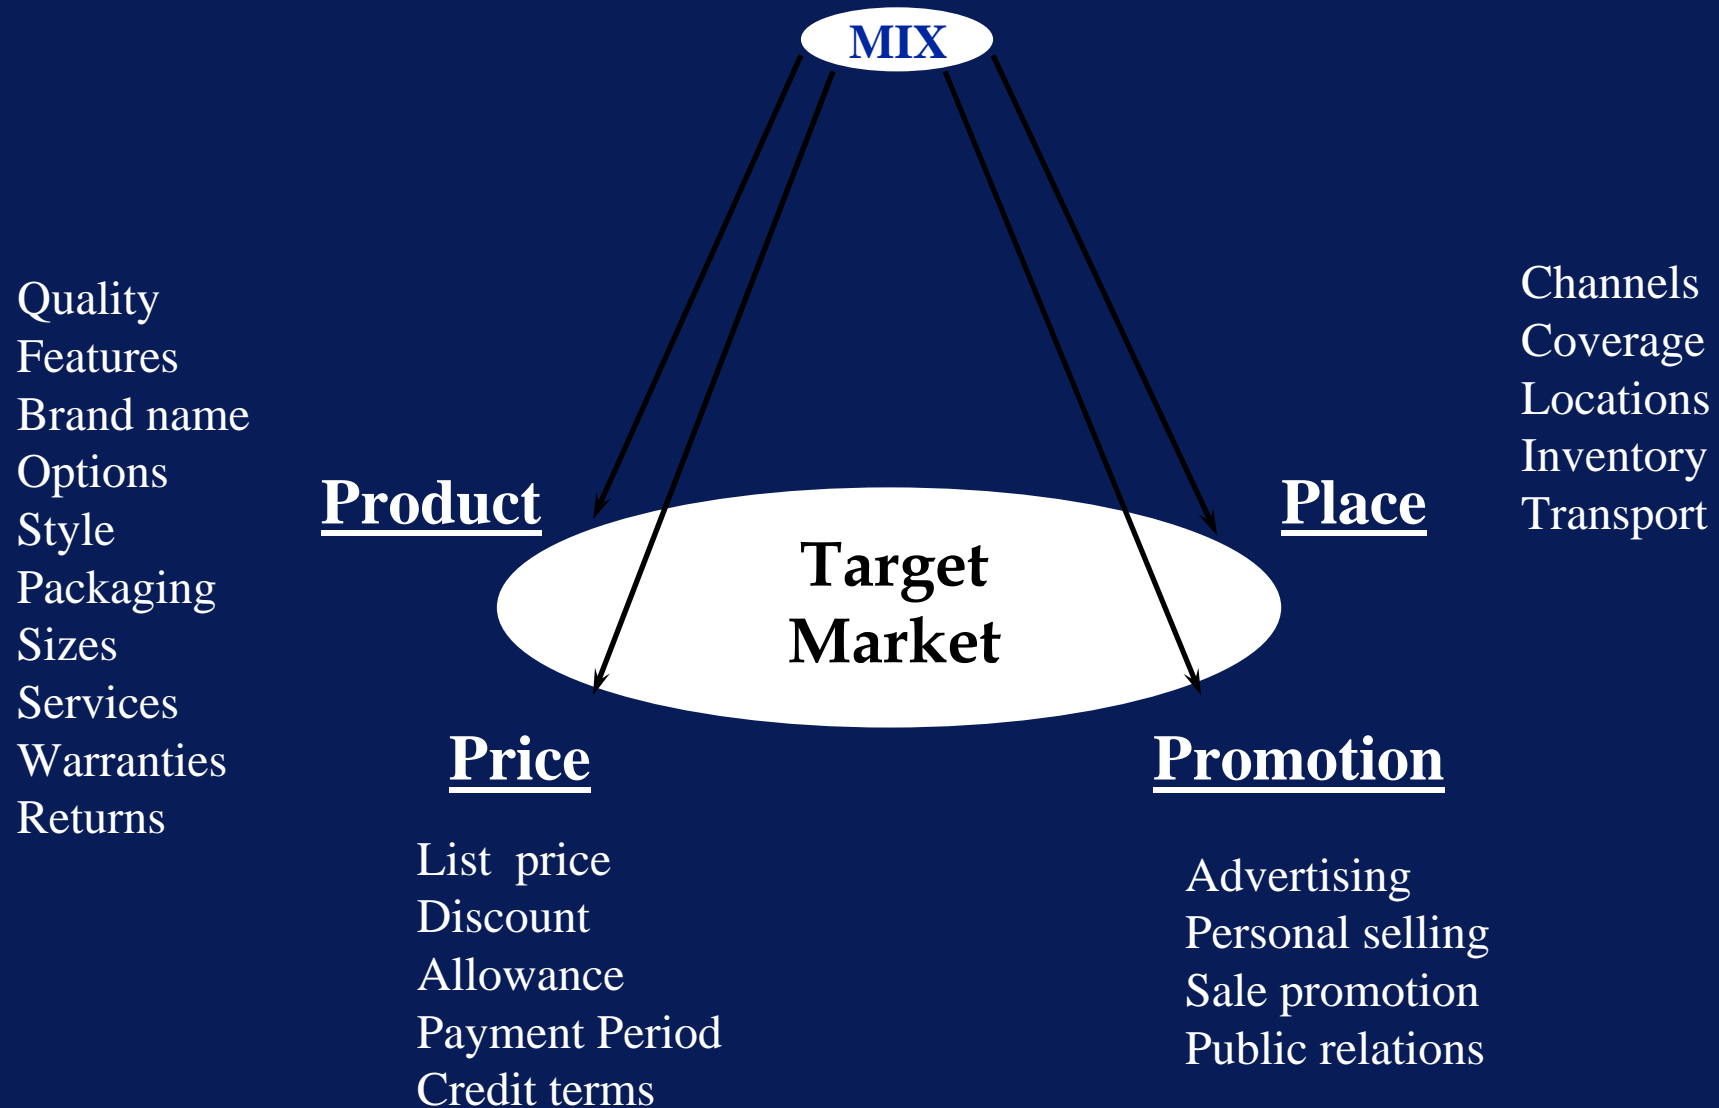 MIX
Quality
Features
Brand name
Options
Style
Packaging
Sizes
Services
Warranties
Returns
Product
Target
Market
Place
Channels
Coverage
Locations
Inventory
Transport
Price
List  price
Discount
Allowance
Payment Period
Credit terms
Promotion
Advertising
Personal selling
Sale promotion
Public relations